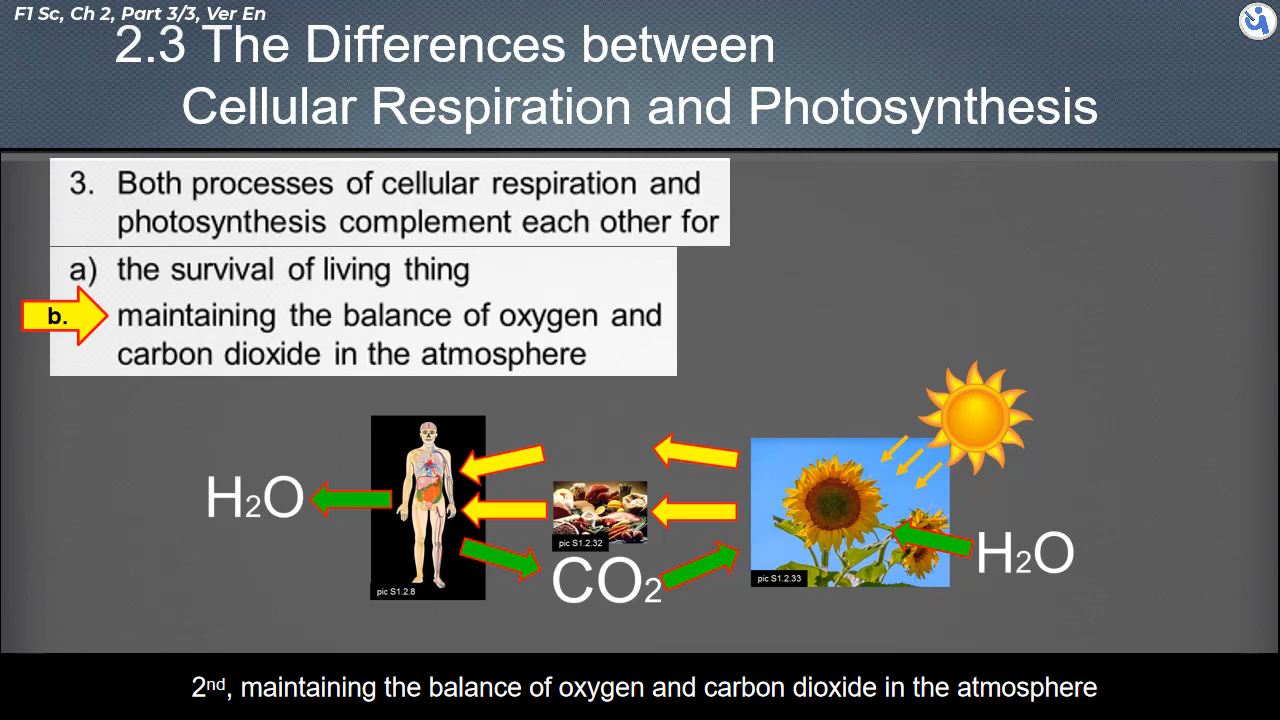 F1 Sc, Ch 2, Part 3/3, Ver En
2.3 The Differences between
Cellular Respiration and Photosynthesis
3. Both processes of cellular respiration and
photosynthesis complement each other for
a) the survival of living thing
b. maintaining the balance of oxygen and
carbon dioxide in the atmosphere
H₂O
pic S1.2.8
pic S1.2.32
CO₂
pic S1.2.33
H₂O
2ⁿᵈ, maintaining the balance of oxygen and carbon dioxide in the atmosphere